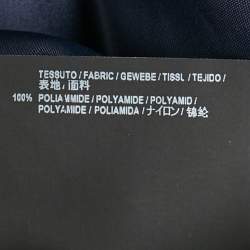 TESSUTO / FABRIC / GEWEBE / TISSU / TEJIDO /
表地 / 面料
100% POLIAMMIDE / POLYAMIDE / POLYAMID /
POLYAMIDE / POLIAMIDA / ナイロン / 锦纶